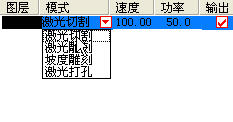 图层 模式 速度 功率 输出
激光切割 100.00 50.0
激光切割
激光雕刻
坡度雕刻
激光打孔